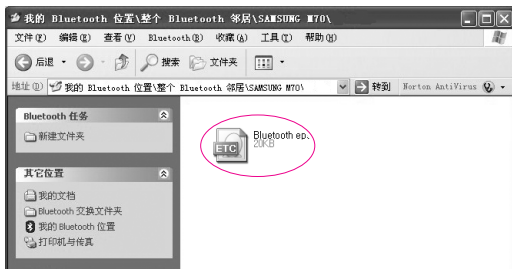 我的 Bluetooth 位置\整个 Bluetooth 邻居\SAMSUNG M70\
文件(F) 编辑(E) 查看(V) Bluetooth(B) 收藏(A) 工具(T) 帮助(H)
后退 搜索 文件夹
地址(D) 我的 Bluetooth 位置\整个 Bluetooth 邻居\SAMSUNG M70\ 转到 Norton AntiVirus
Bluetooth 任务
新建文件夹
其它位置
我的文档
Bluetooth 交换文件夹
我的 Bluetooth 位置
打印机与传真
ETC
Bluetooth ep.
20KB